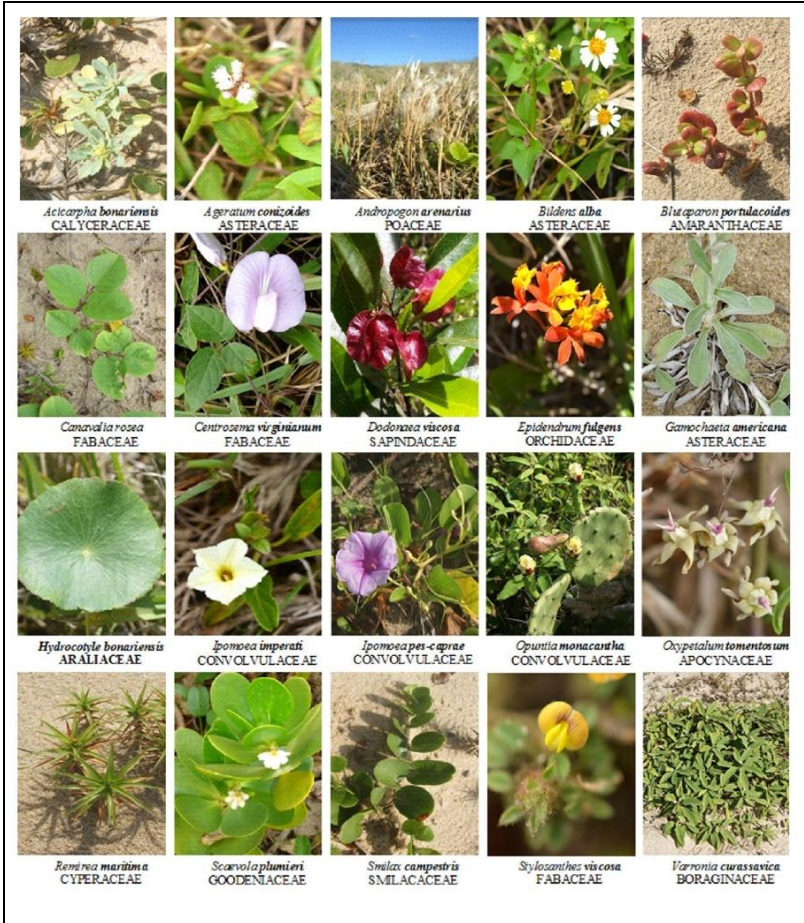 Acicarpha bonariensis
CALYCERACEAE
Ageratum conizoides
ASTERACEAE
Andropogon arenarius
POACEAE
Bildens alba
ASTERACEAE
Blutaparon portulacoides
AMARANTHACEAE
Canavalia rosea
FABACEAE
Centrosema virginianum
FABACEAE
Dodonaea viscosa
SAPINDACEAE
Epidendrum fulgens
ORCHIDACEAE
Gamochaeta americana
ASTERACEAE
Hydrocotyle bonariensis
ARALIACEAE
Ipomoea imperati
CONVOLVULACEAE
Ipomoea pes-caprae
CONVOLVULACEAE
Opuntia monacantha
CONVOLVULACEAE
Oxypetalum tomentosum
APOCYNACEAE
Remirea maritima
CYPERACEAE
Scaevola plumieri
GOODENIACEAE
Smilax campestris
SMILACACEAE
Stylosanthes viscosa
FABACEAE
Varronia curassavica
BORAGINACEAE